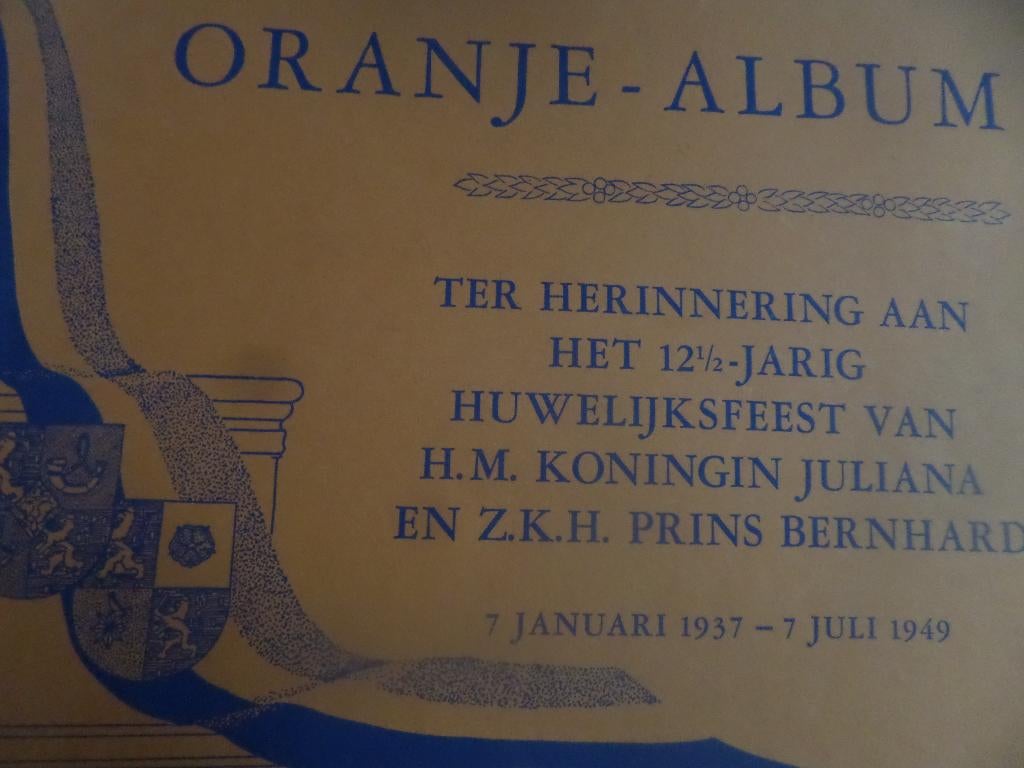 ORANJE - ALBUM
TER HERINNERING AAN
HET 12½-JARIG
HUWELIJKSFEEST VAN
H.M. KONINGIN JULIANA
EN Z.K.H. PRINS BERNHARD
7 JANUARI 1937 – 7 JULI 1949